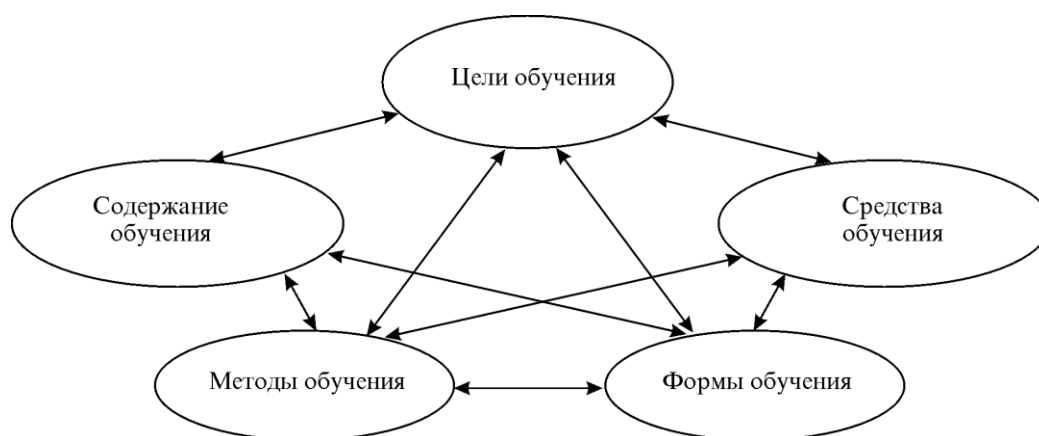 Цели обучения
Содержание
обучения
Средства
обучения
Методы обучения
Формы обучения